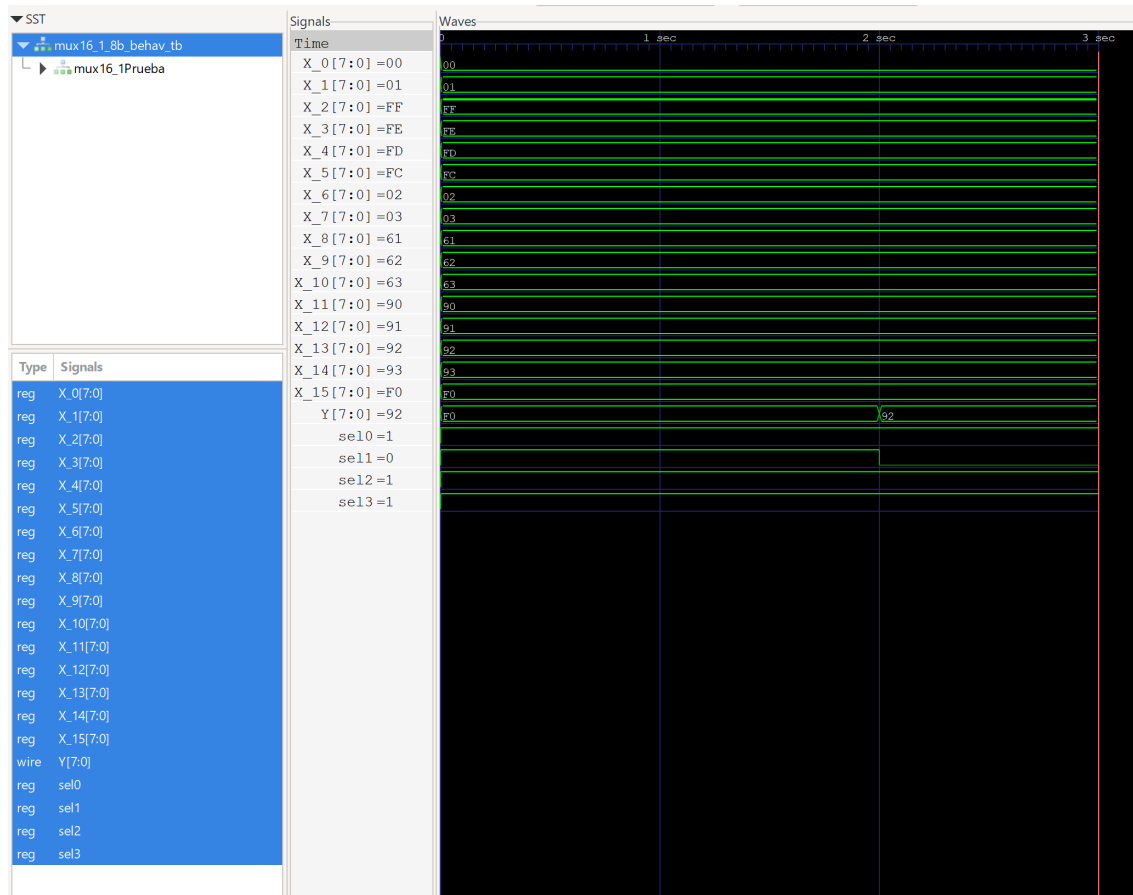 SST
mux16_1_8b_behav_tb
mux16_1Prueba
Type Signals
reg X_0[7:0]
reg X_1[7:0]
reg X_2[7:0]
reg X_3[7:0]
reg X_4[7:0]
reg X_5[7:0]
reg X_6[7:0]
reg X_7[7:0]
reg X_8[7:0]
reg X_9[7:0]
reg X_10[7:0]
reg X_11[7:0]
reg X_12[7:0]
reg X_13[7:0]
reg X_14[7:0]
reg X_15[7:0]
wire Y[7:0]
reg sel0
reg sel1
reg sel2
reg sel3
Signals
Time
X_0[7:0] =00
X_1[7:0] =01
X_2[7:0] =FF
X_3[7:0] =FE
X_4[7:0] =FD
X_5[7:0] =FC
X_6[7:0] =02
X_7[7:0] =03
X_8[7:0] =61
X_9[7:0] =62
X_10[7:0] =63
X_11[7:0] =90
X_12[7:0] =91
X_13[7:0] =92
X_14[7:0] =93
X_15[7:0] =F0
Y[7:0] =92
sel0 =1
sel1 =0
sel2 =1
sel3 =1
Waves
0 1 sec 2 sec 3 sec
00
01
FF
FE
FD
FC
02
03
61
62
63
90
91
92
93
F0
F0 92